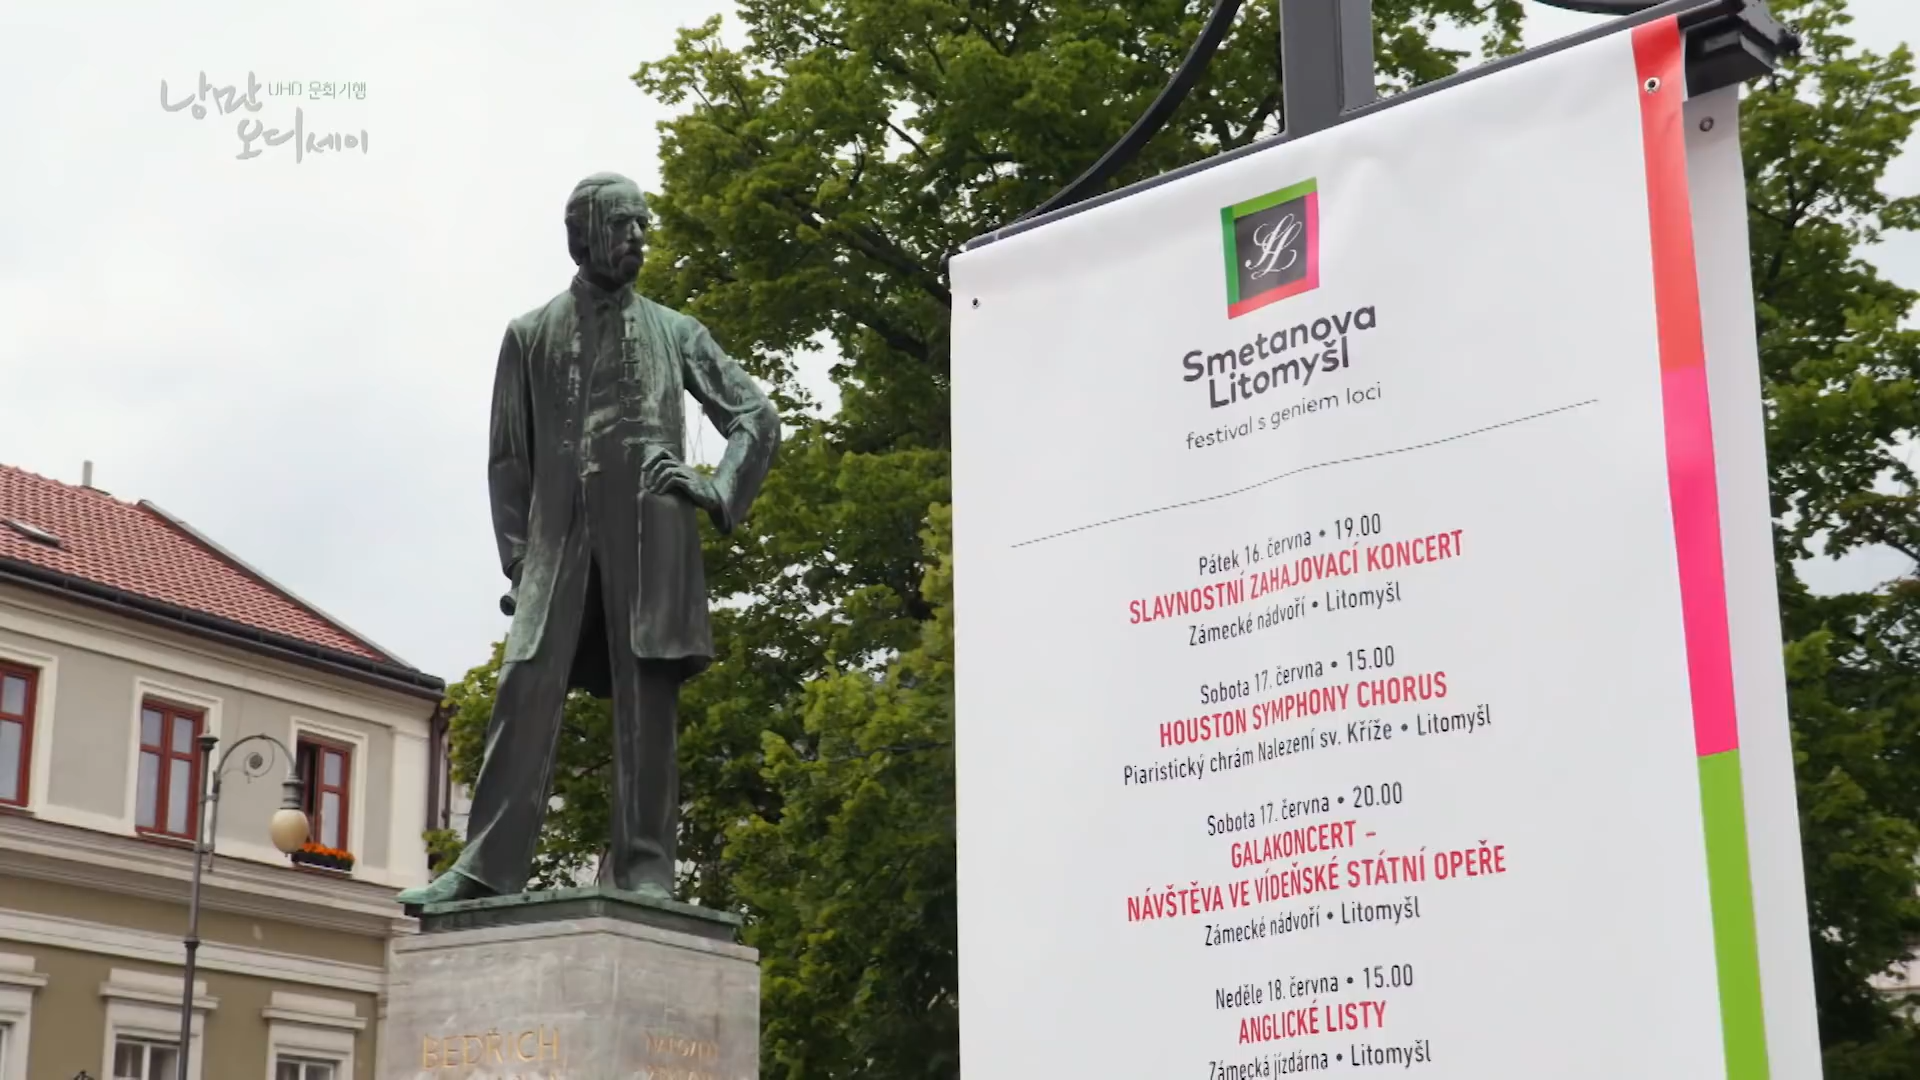 낭만 UHD 문화기행
오디세이
SL
Smetanova
Litomyšl
festival s geniem loci
Pátek 16. června • 19.00
SLAVNOSTNÍ ZAHAJOVACÍ KONCERT
Zámecké nádvoří • Litomyšl
Sobota 17. června • 15.00
HOUSTON SYMPHONY CHORUS
Piaristický chrám Nalezení sv. Kříže • Litomyšl
Sobota 17. června • 20.00
GALAKONCERT –
NÁVŠTĚVA VE VÍDEŇSKÉ STÁTNÍ OPEŘE
Zámecké nádvoří • Litomyšl
Neděle 18. června • 15.00
ANGLICKÉ LISTY
Zámecká jízdárna • Litomyšl
BEDŘICH